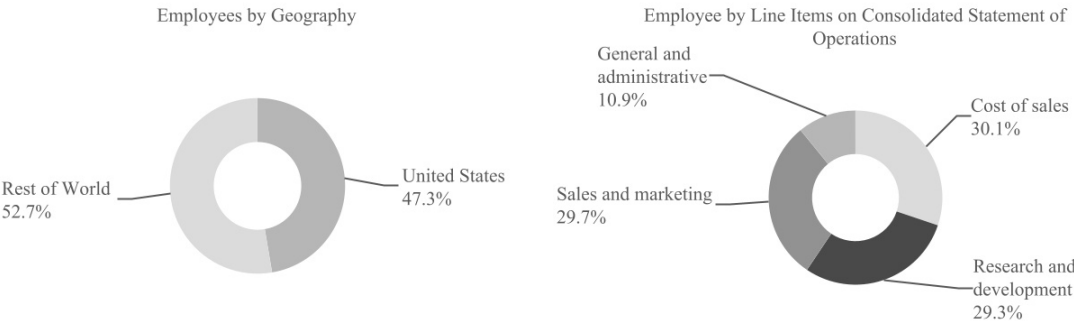 Employees by Geography
Rest of World
52.7%
United States
47.3%
Employee by Line Items on Consolidated Statement of
Operations
General and
administrative
10.9%
Cost of sales
30.1%
Sales and marketing
29.7%
Research and
development
29.3%